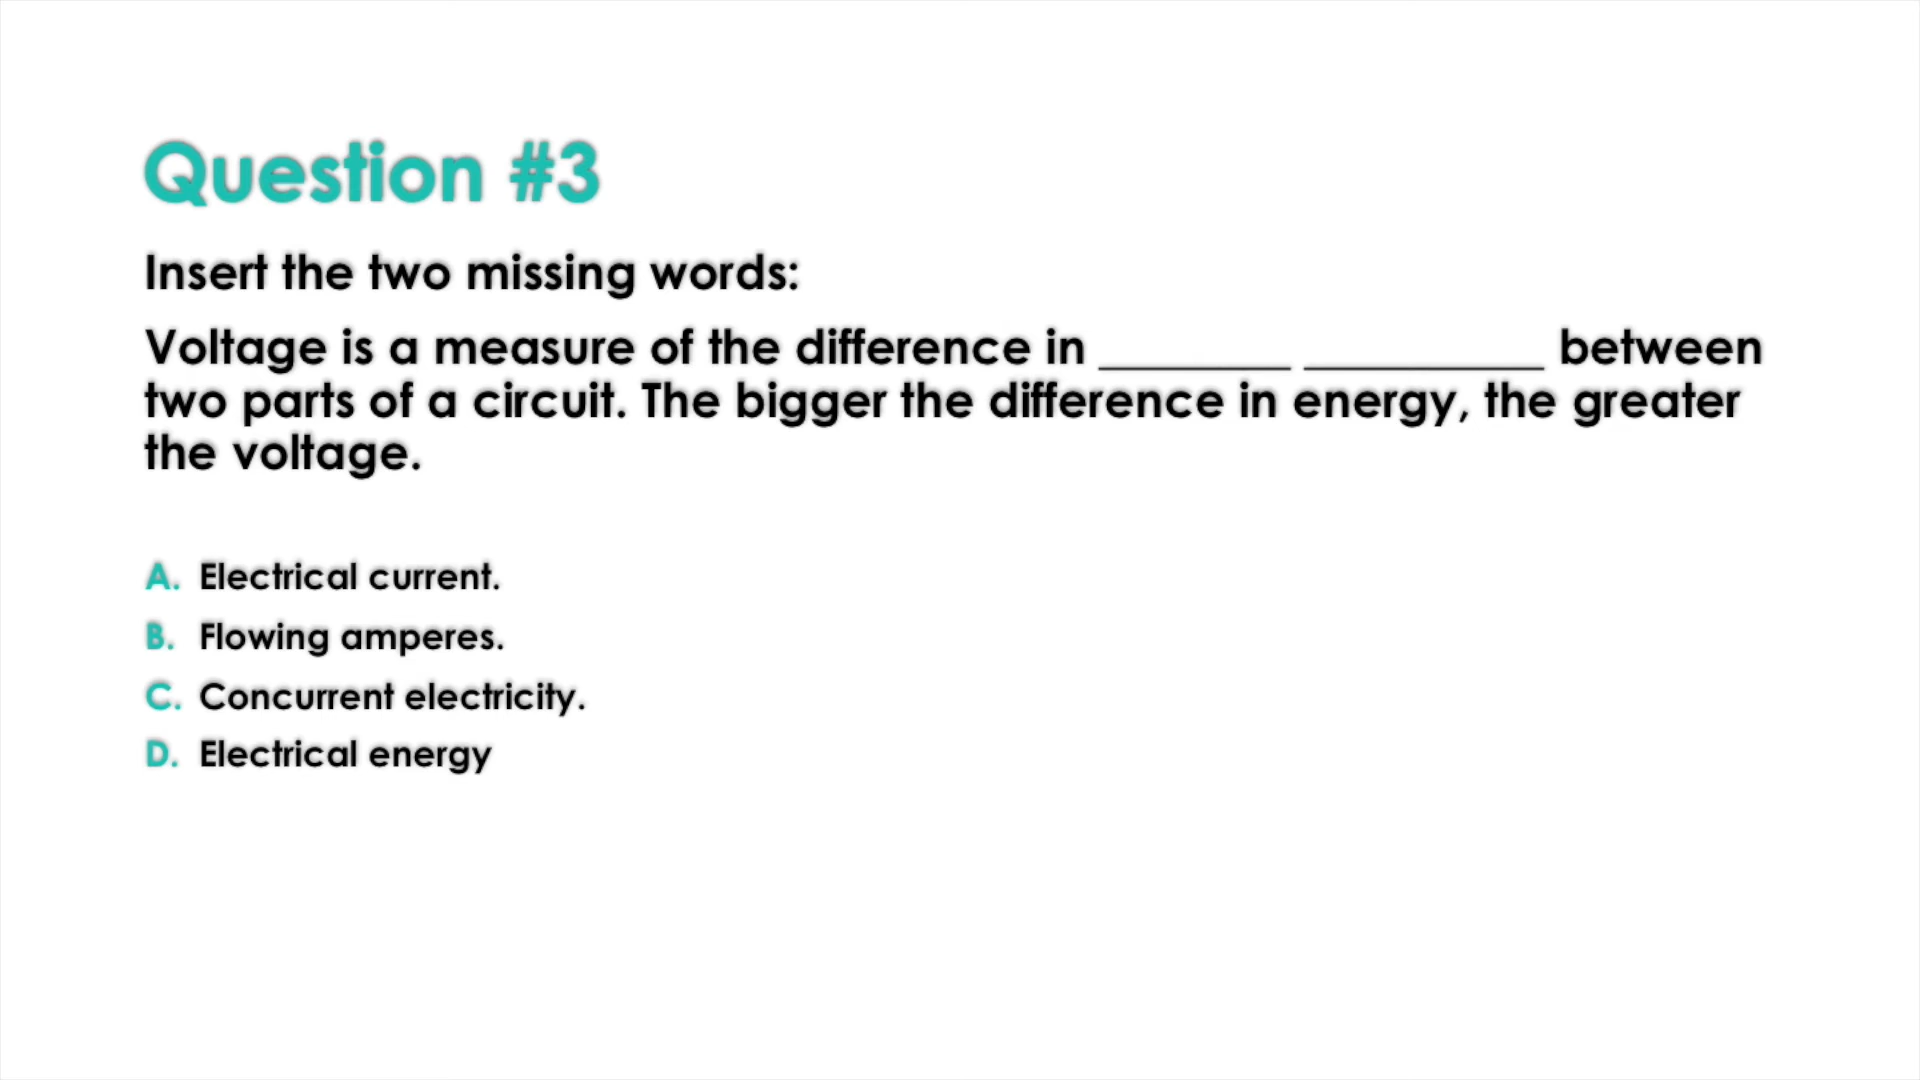 Question #3
Insert the two missing words:
Voltage is a measure of the difference in ________ __________ between
two parts of a circuit. The bigger the difference in energy, the greater
the voltage.
A. Electrical current.
B. Flowing amperes.
C. Concurrent electricity.
D. Electrical energy